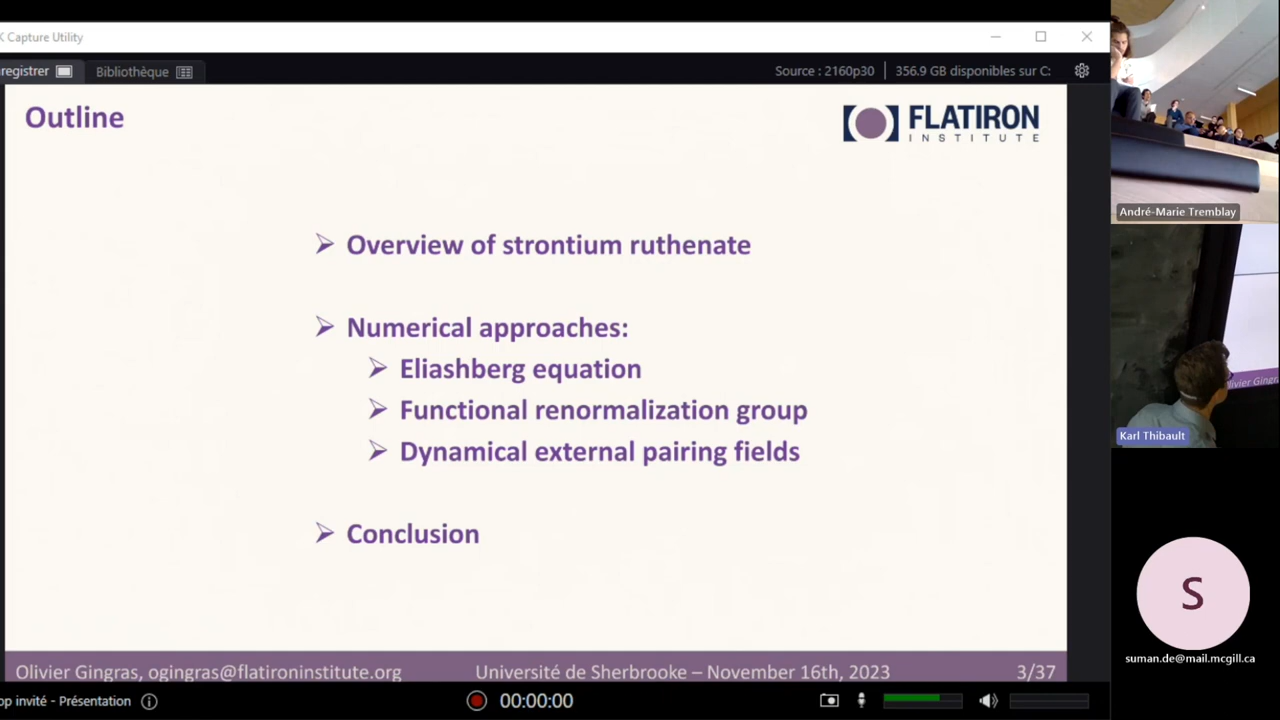 Capture Utility
registrer
Bibliothèque
Source : 2160p30
356.9 GB disponibles sur C:
Outline
FLATIRON
INSTITUTE
Overview of strontium ruthenate
Numerical approaches:
Eliashberg equation
Functional renormalization group
Dynamical external pairing fields
Conclusion
Olivier Gingras, ogingras@flatironinstitute.org
Université de Sherbrooke – November 16th, 2023
3/37
op invité - Présentation
00:00:00
André-Marie Tremblay
livier Gingra
Karl Thibault
S
suman.de@mail.mcgill.ca